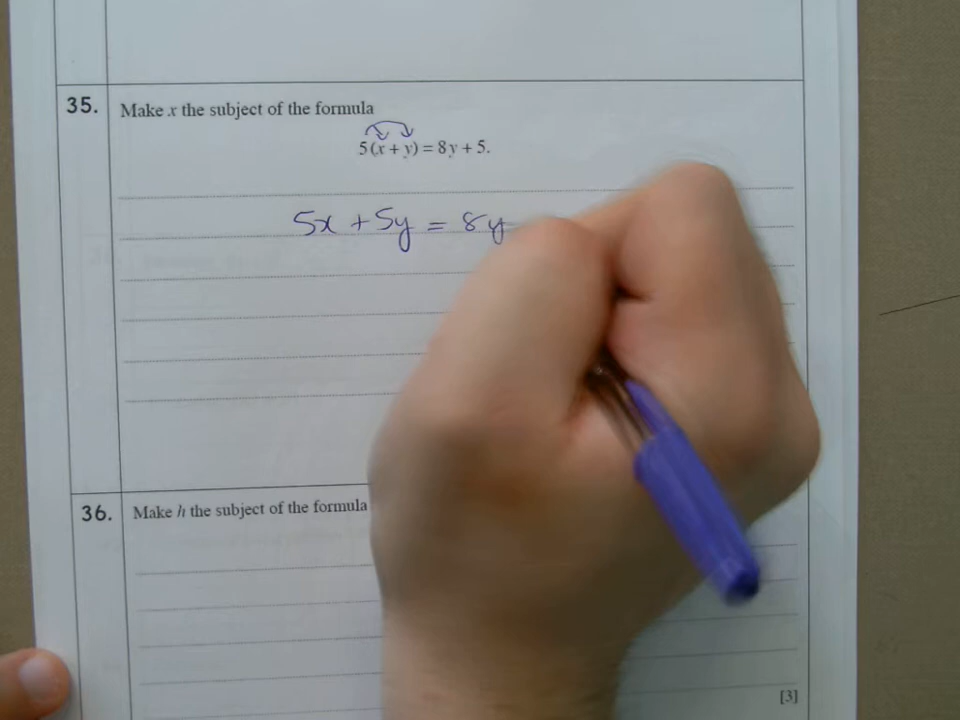 35. Make x the subject of the formula
5(x + y) = 8y + 5.
5x + 5y = 8y
36. Make h the subject of the formula
[3]